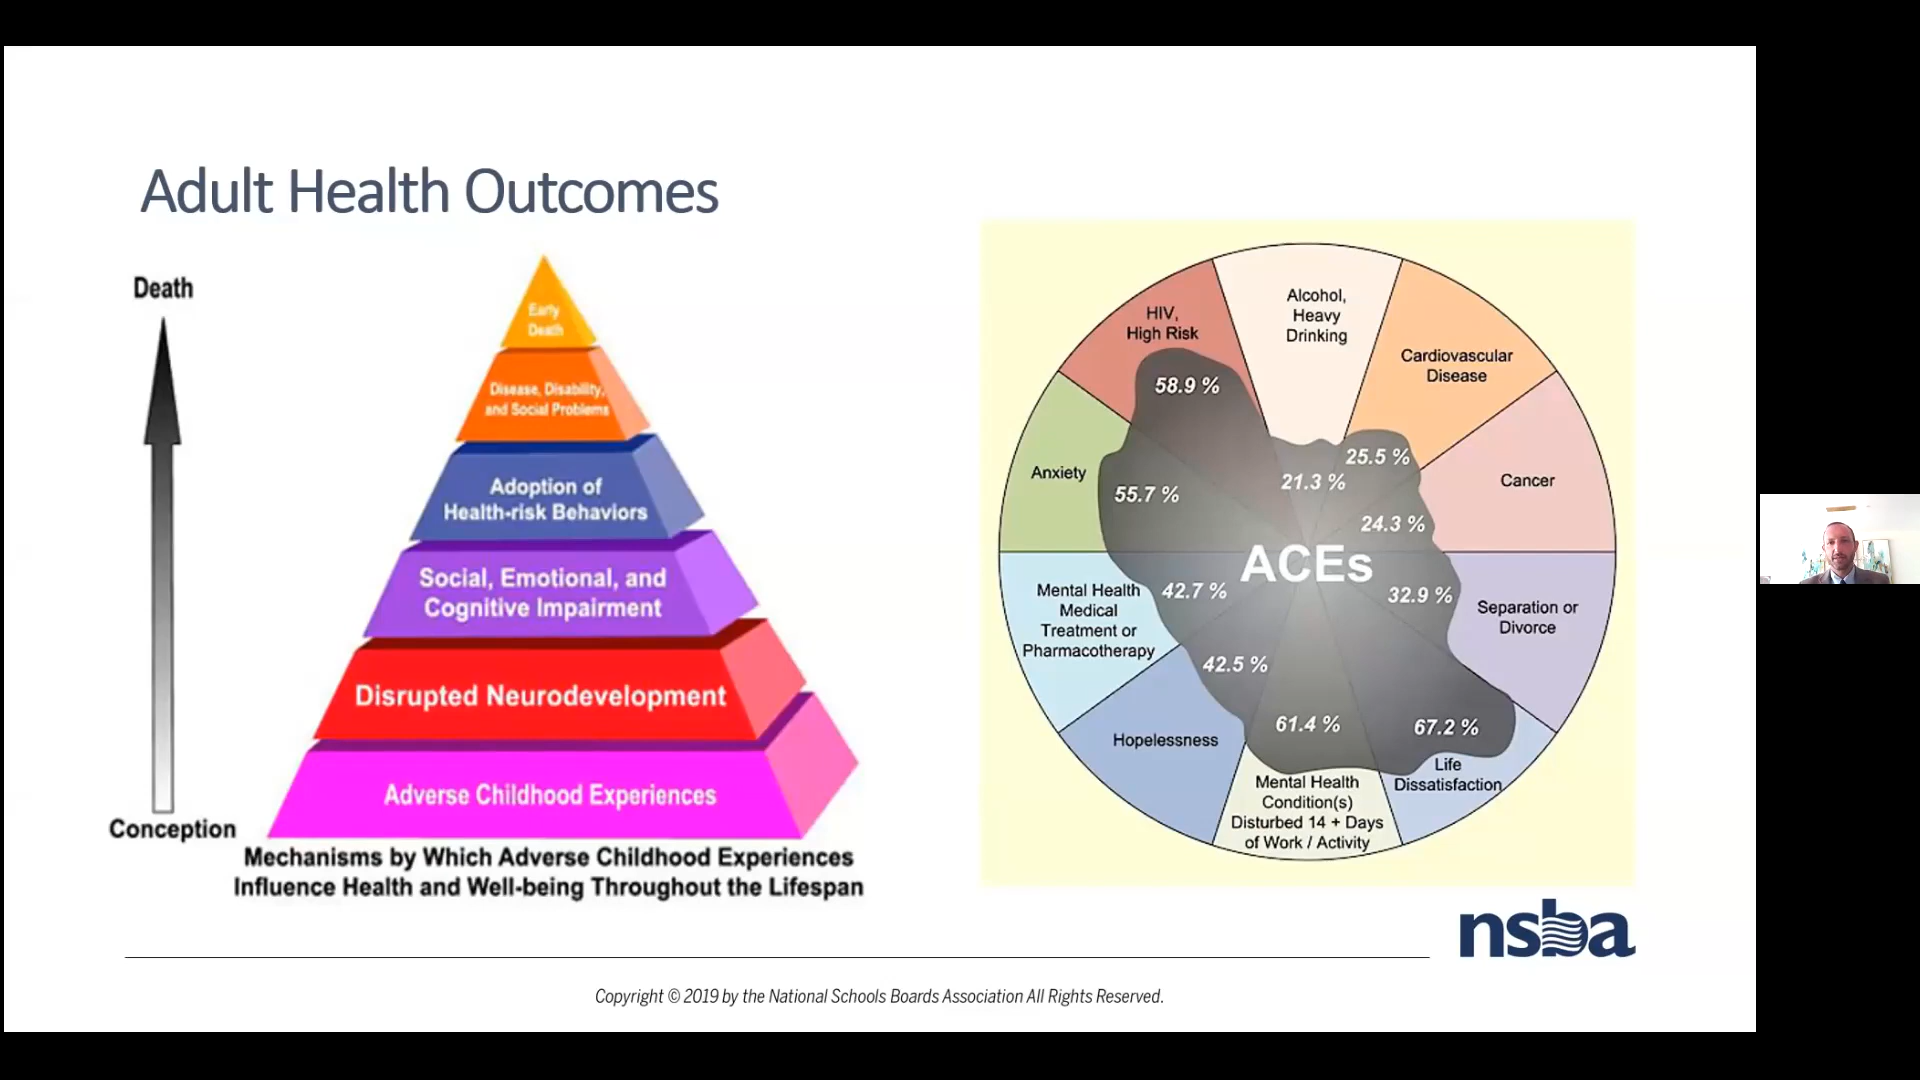 Adult Health Outcomes
Death
Early
Death
Disease, Disability,
and Social Problems
Adoption of
Health-risk Behaviors
Social, Emotional, and
Cognitive Impairment
Disrupted Neurodevelopment
Adverse Childhood Experiences
Conception
Mechanisms by Which Adverse Childhood Experiences
Influence Health and Well-being Throughout the Lifespan
Alcohol,
Heavy
Drinking
21.3 %
Cardiovascular
Disease
25.5 %
Cancer
24.3 %
Separation or
Divorce
32.9 %
67.2 %
Life
Dissatisfaction
61.4 %
Mental Health
Condition(s)
Disturbed 14 + Days
of Work / Activity
42.5 %
Hopelessness
42.7 %
Mental Health
Medical
Treatment or
Pharmacotherapy
Anxiety
55.7 %
HIV,
High Risk
58.9 %
ACEs
nsba
Copyright © 2019 by the National Schools Boards Association All Rights Reserved.